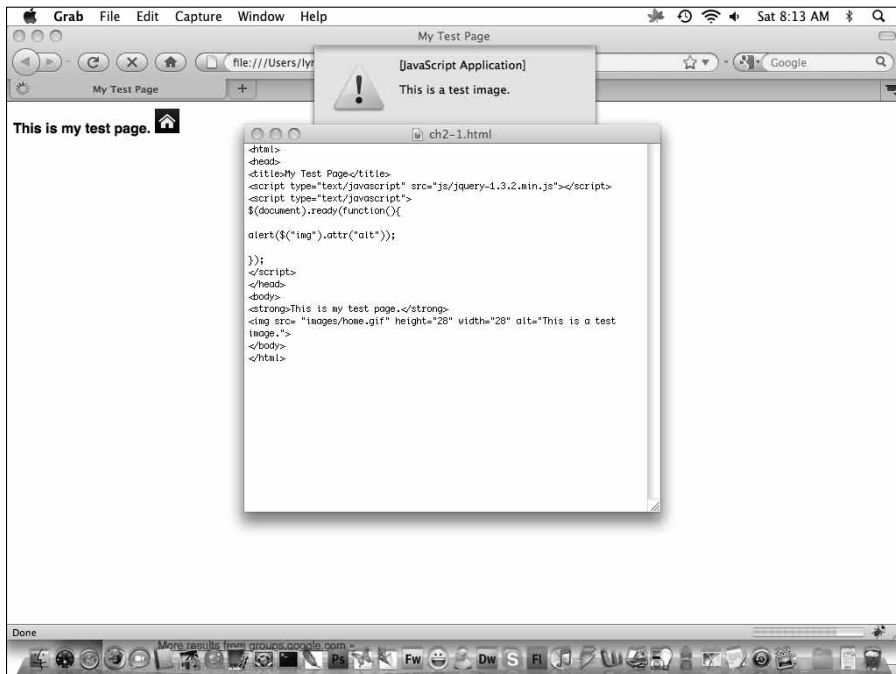 Grab File Edit Capture Window Help Sat 8:13 AM
My Test Page
file:///Users/lyr
Google
My Test Page +
[JavaScript Application]
This is a test image.
This is my test page.
ch2-1.html
<html>
<head>
<title>My Test Page</title>
<script type="text/javascript" src="js/jquery-1.3.2.min.js"></script>
<script type="text/javascript">
$(document).ready(function(){
alert($("img").attr("alt"));
});
</script>
</head>
<body>
<strong>This is my test page.</strong>
<img src= "images/home.gif" height="28" width="28" alt="This is a test
image.">
</body>
</html>
Done
More results from groups.google.com »
Ps Fw Dw S Fl